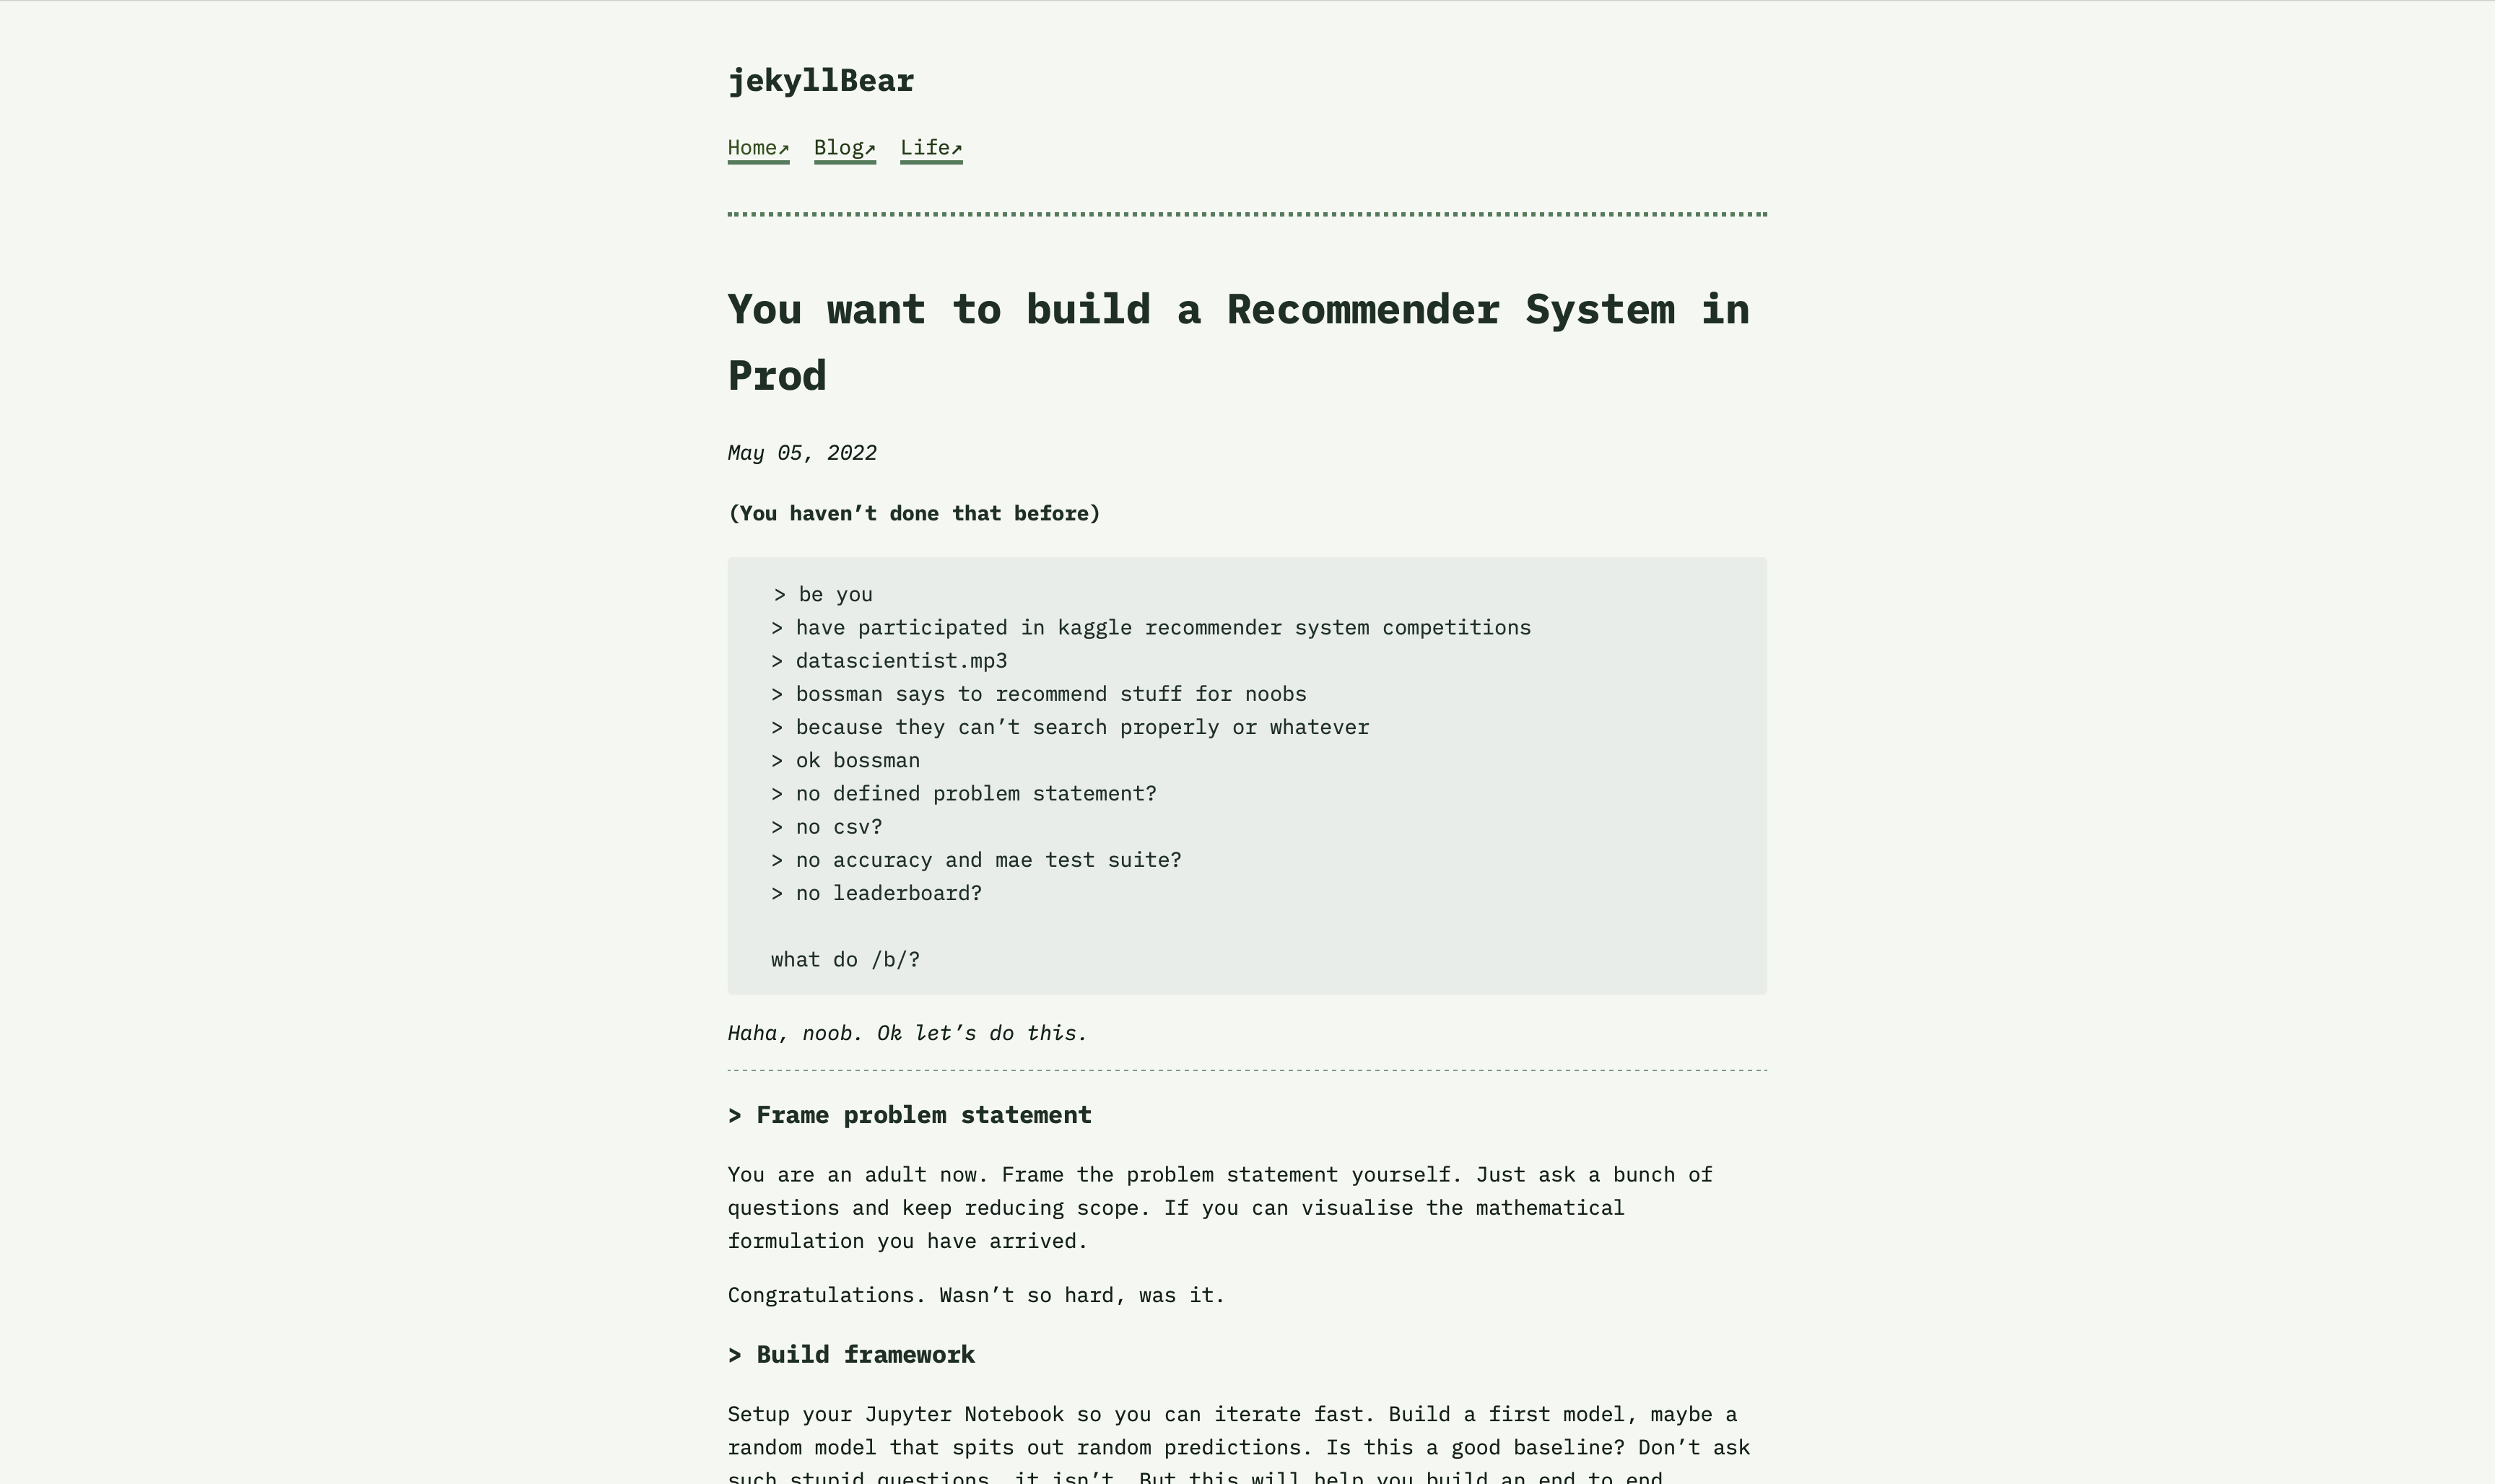 jekyllBear
Home↗ Blog↗ Life↗
You want to build a Recommender System in
Prod
May 05, 2022
(You haven’t done that before)
> be you
> have participated in kaggle recommender system competitions
> datascientist.mp3
> bossman says to recommend stuff for noobs
> because they can’t search properly or whatever
> ok bossman
> no defined problem statement?
> no csv?
> no accuracy and mae test suite?
> no leaderboard?
what do /b/?
Haha, noob. Ok let’s do this.
> Frame problem statement
You are an adult now. Frame the problem statement yourself. Just ask a bunch of
questions and keep reducing scope. If you can visualise the mathematical
formulation you have arrived.
Congratulations. Wasn’t so hard, was it.
> Build framework
Setup your Jupyter Notebook so you can iterate fast. Build a first model, maybe a
random model that spits out random predictions. Is this a good baseline? Don’t ask
such stupid questions, it isn’t. But this will help you build an end to end